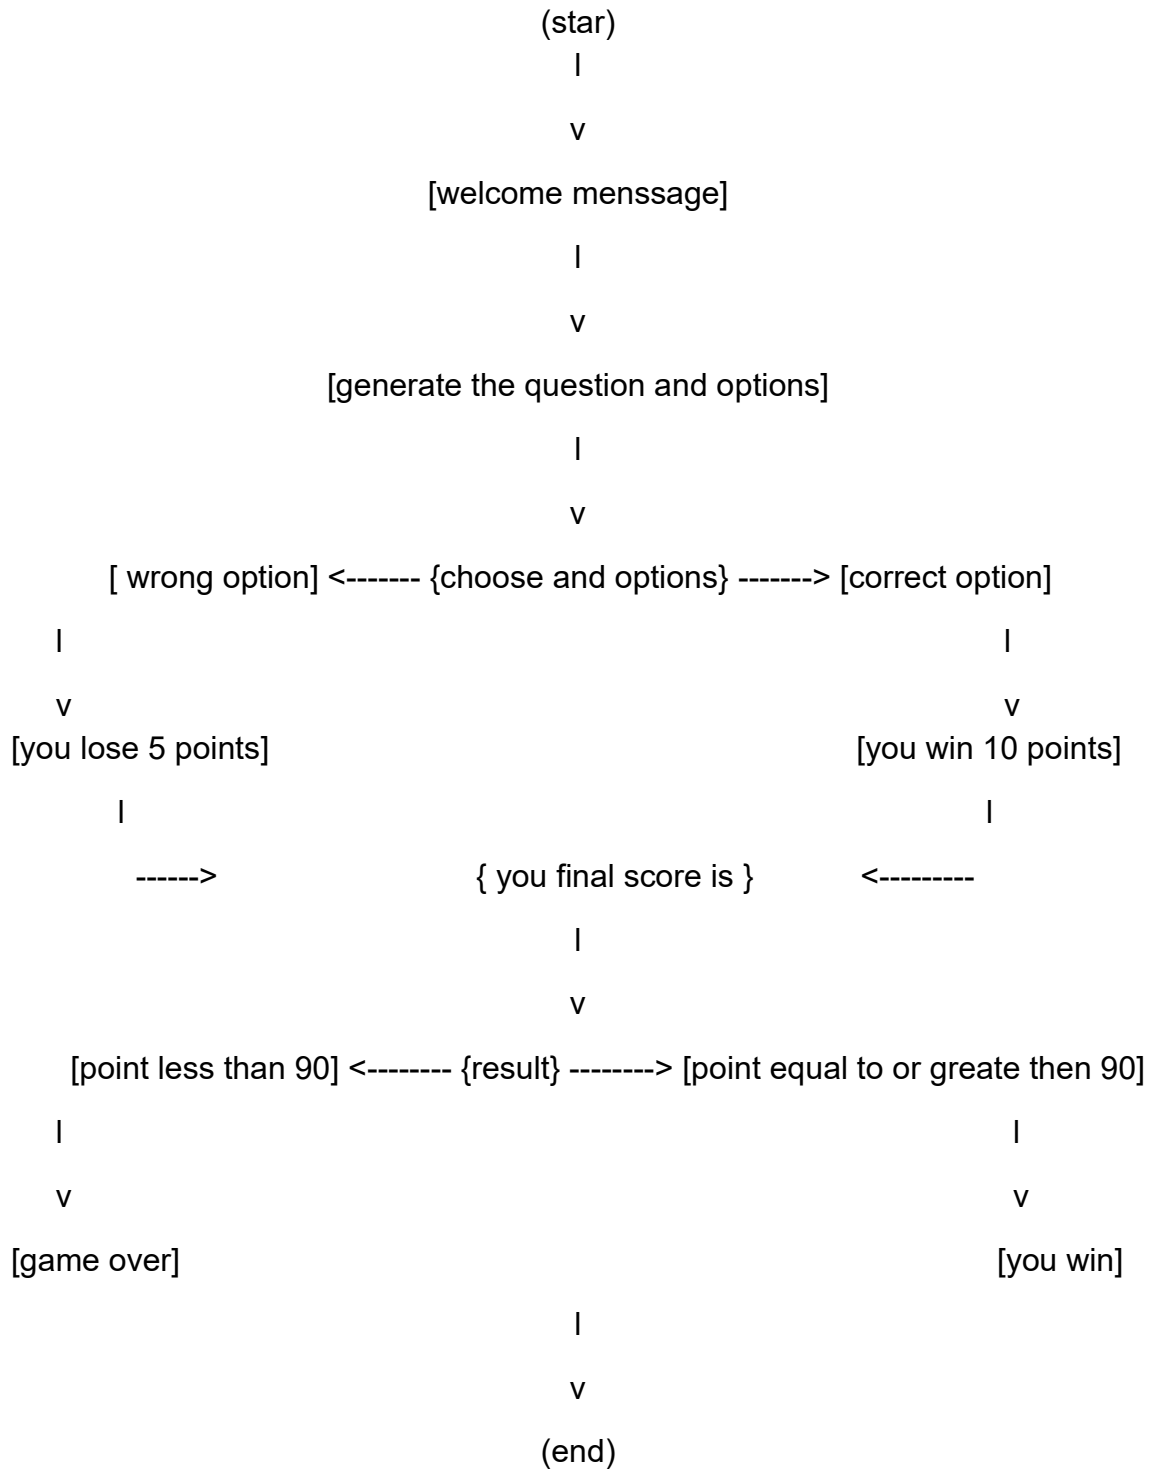 (star)
I
v
[welcome menssage]
I
v
[generate the question and options]
I
v
[ wrong option] <------- {choose and options} -------> [correct option]
I I
v v
[you lose 5 points] [you win 10 points]
I I
------> { you final score is } <---------
I
v
[point less than 90] <-------- {result} --------> [point equal to or greate then 90]
I I
v v
[game over] [you win]
I
v
(end)